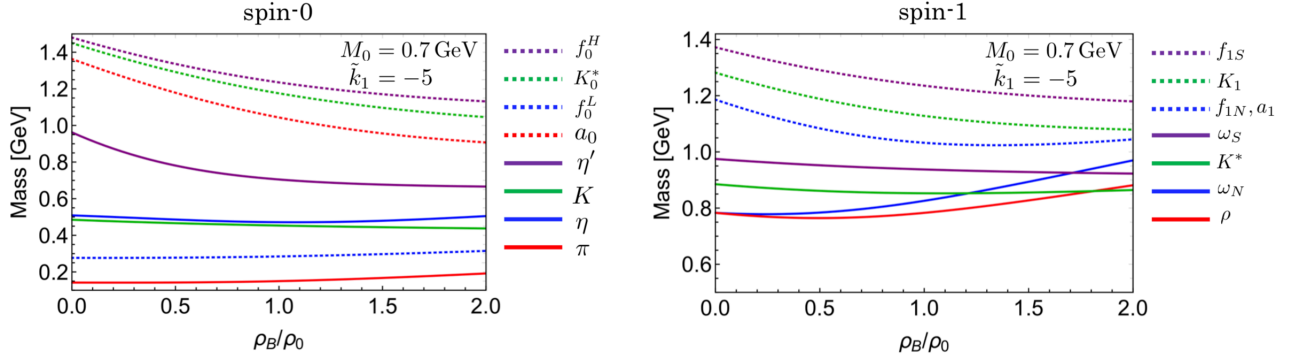 spin-0
M₀ = 0.7 GeV
k̃₁ = −5
Mass [GeV]
1.4
1.2
1.0
0.8
0.6
0.4
0.2
0.0 0.5 1.0 1.5 2.0
ρB/ρ0
f₀ᴴ
K₀*
f₀ᴸ
a₀
η′
K
η
π
spin-1
M₀ = 0.7 GeV
k̃₁ = −5
Mass [GeV]
1.4
1.2
1.0
0.8
0.6
0.0 0.5 1.0 1.5 2.0
ρB/ρ0
f₁S
K₁
f₁N, a₁
ωS
K*
ωN
ρ